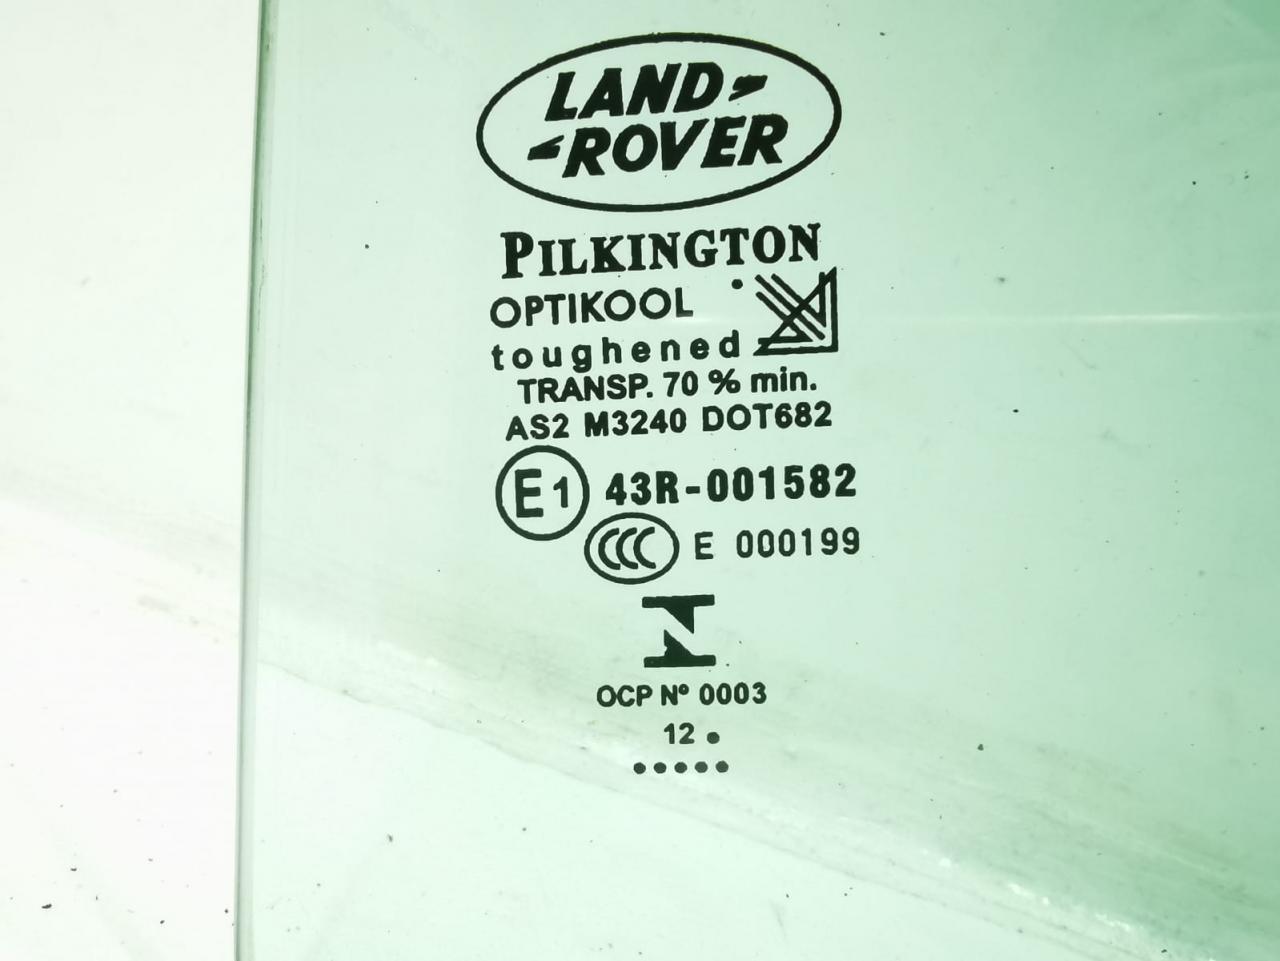 LAND
ROVER
PILKINGTON
OPTIKOOL
toughened
TRANSP. 70 % min.
AS2 M3240 DOT682
E1 43R-001582
CCC E 000199
OCP Nº 0003
12 •
• • • • •